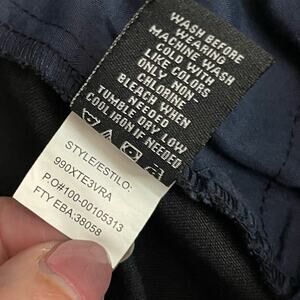 WASH BEFORE
WEARING
MACHINE WASH
COLD WITH
LIKE COLORS
ONLY NON-
CHLORINE
BLEACH WHEN
NEEDED
TUMBLE DRY LOW
COOL IRON IF NEEDED
STYLE/ESTILO:
990XTE3VRA
P.O#100-00105313
FTY EBA:38058